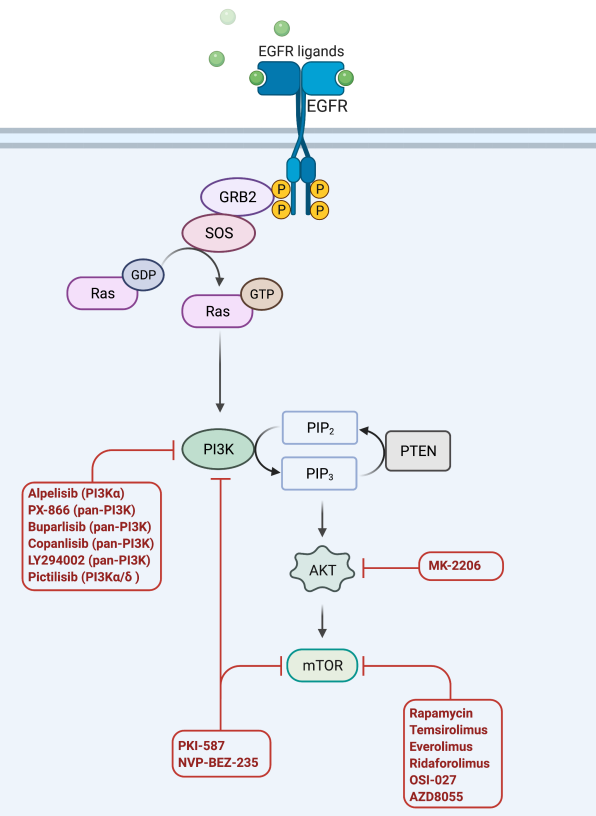 EGFR ligands
EGFR
GRB2
P
P
P
P
SOS
GDP
Ras
GTP
Ras
PI3K
PIP2
PIP3
PTEN
Alpelisib (PI3Kα)
PX-866 (pan-PI3K)
Buparlisib (pan-PI3K)
Copanlisib (pan-PI3K)
LY294002 (pan-PI3K)
Pictilisib (PI3Kα/δ )
AKT
MK-2206
mTOR
PKI-587
NVP-BEZ-235
Rapamycin
Temsirolimus
Everolimus
Ridaforolimus
OSI-027
AZD8055